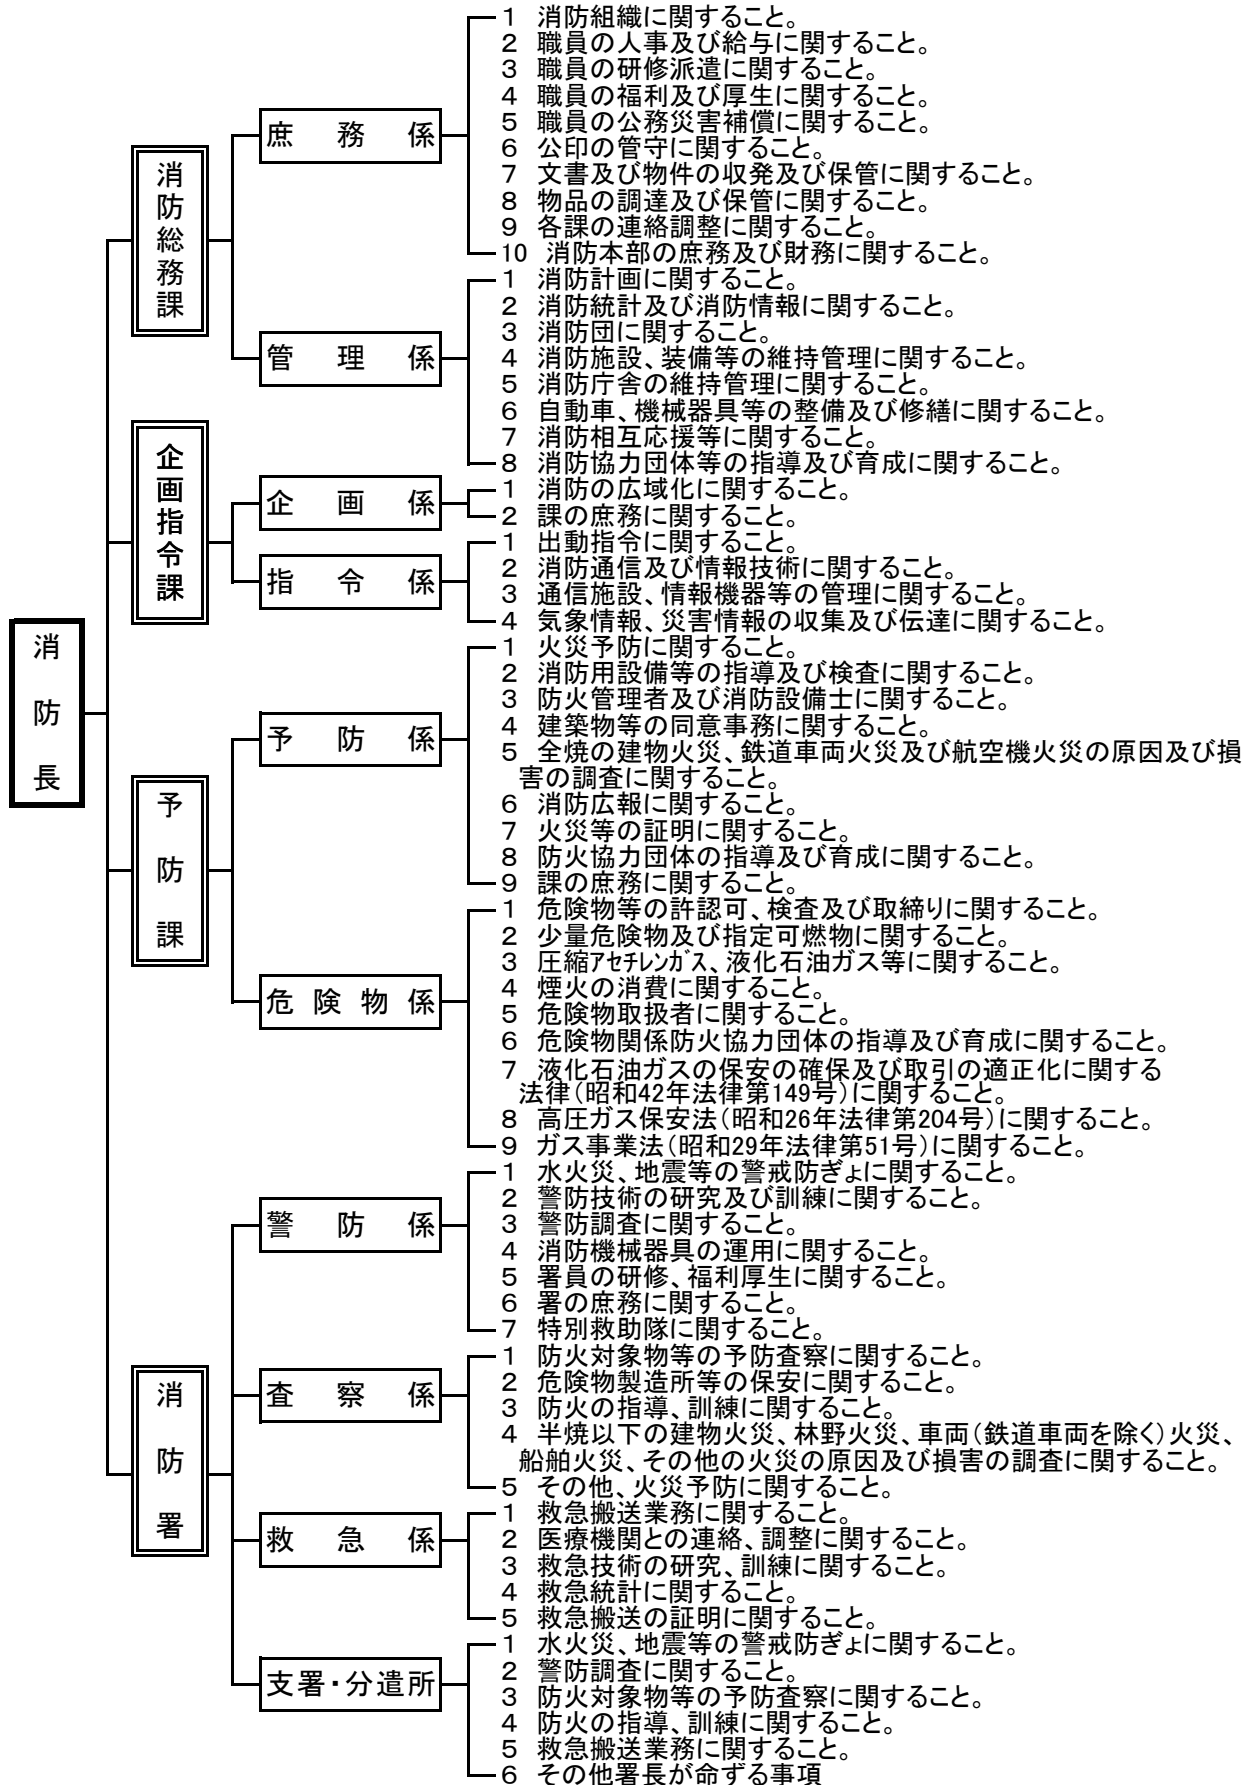 消防長
消防総務課
庶務係
1 消防組織に関すること。
2 職員の人事及び給与に関すること。
3 職員の研修派遣に関すること。
4 職員の福利及び厚生に関すること。
5 職員の公務災害補償に関すること。
6 公印の管守に関すること。
7 文書及び物件の収発及び保管に関すること。
8 物品の調達及び保管に関すること。
9 各課の連絡調整に関すること。
10 消防本部の庶務及び財務に関すること。
管理係
1 消防計画に関すること。
2 消防統計及び消防情報に関すること。
3 消防団に関すること。
4 消防施設、装備等の維持管理に関すること。
5 消防庁舎の維持管理に関すること。
6 自動車、機械器具等の整備及び修繕に関すること。
7 消防相互応援等に関すること。
8 消防協力団体等の指導及び育成に関すること。
企画指令課
企画係
1 消防の広域化に関すること。
2 課の庶務に関すること。
指令係
1 出動指令に関すること。
2 消防通信及び情報技術に関すること。
3 通信施設、情報機器等の管理に関すること。
4 気象情報、災害情報の収集及び伝達に関すること。
予防課
予防係
1 火災予防に関すること。
2 消防用設備等の指導及び検査に関すること。
3 防火管理者及び消防設備士に関すること。
4 建築物等の同意事務に関すること。
5 全焼の建物火災、鉄道車両火災及び航空機火災の原因及び損
害の調査に関すること。
6 消防広報に関すること。
7 火災等の証明に関すること。
8 防火協力団体の指導及び育成に関すること。
9 課の庶務に関すること。
危険物係
1 危険物等の許認可、検査及び取締りに関すること。
2 少量危険物及び指定可燃物に関すること。
3 圧縮アセチレンガス、液化石油ガス等に関すること。
4 煙火の消費に関すること。
5 危険物取扱者に関すること。
6 危険物関係防火協力団体の指導及び育成に関すること。
7 液化石油ガスの保安の確保及び取引の適正化に関する
法律（昭和42年法律第149号）に関すること。
8 高圧ガス保安法（昭和26年法律第204号）に関すること。
9 ガス事業法（昭和29年法律第51号）に関すること。
消防署
警防係
1 水火災、地震等の警戒防ぎょに関すること。
2 警防技術の研究及び訓練に関すること。
3 警防調査に関すること。
4 消防機械器具の運用に関すること。
5 署員の研修、福利厚生に関すること。
6 署の庶務に関すること。
7 特別救助隊に関すること。
査察係
1 防火対象物等の予防査察に関すること。
2 危険物製造所等の保安に関すること。
3 防火の指導、訓練に関すること。
4 半焼以下の建物火災、林野火災、車両（鉄道車両を除く）火災、
船舶火災、その他の火災の原因及び損害の調査に関すること。
5 その他、火災予防に関すること。
救急係
1 救急搬送業務に関すること。
2 医療機関との連絡、調整に関すること。
3 救急技術の研究、訓練に関すること。
4 救急統計に関すること。
5 救急搬送の証明に関すること。
支署・分遣所
1 水火災、地震等の警戒防ぎょに関すること。
2 警防調査に関すること。
3 防火対象物等の予防査察に関すること。
4 防火の指導、訓練に関すること。
5 救急搬送業務に関すること。
6 その他署長が命ずる事項